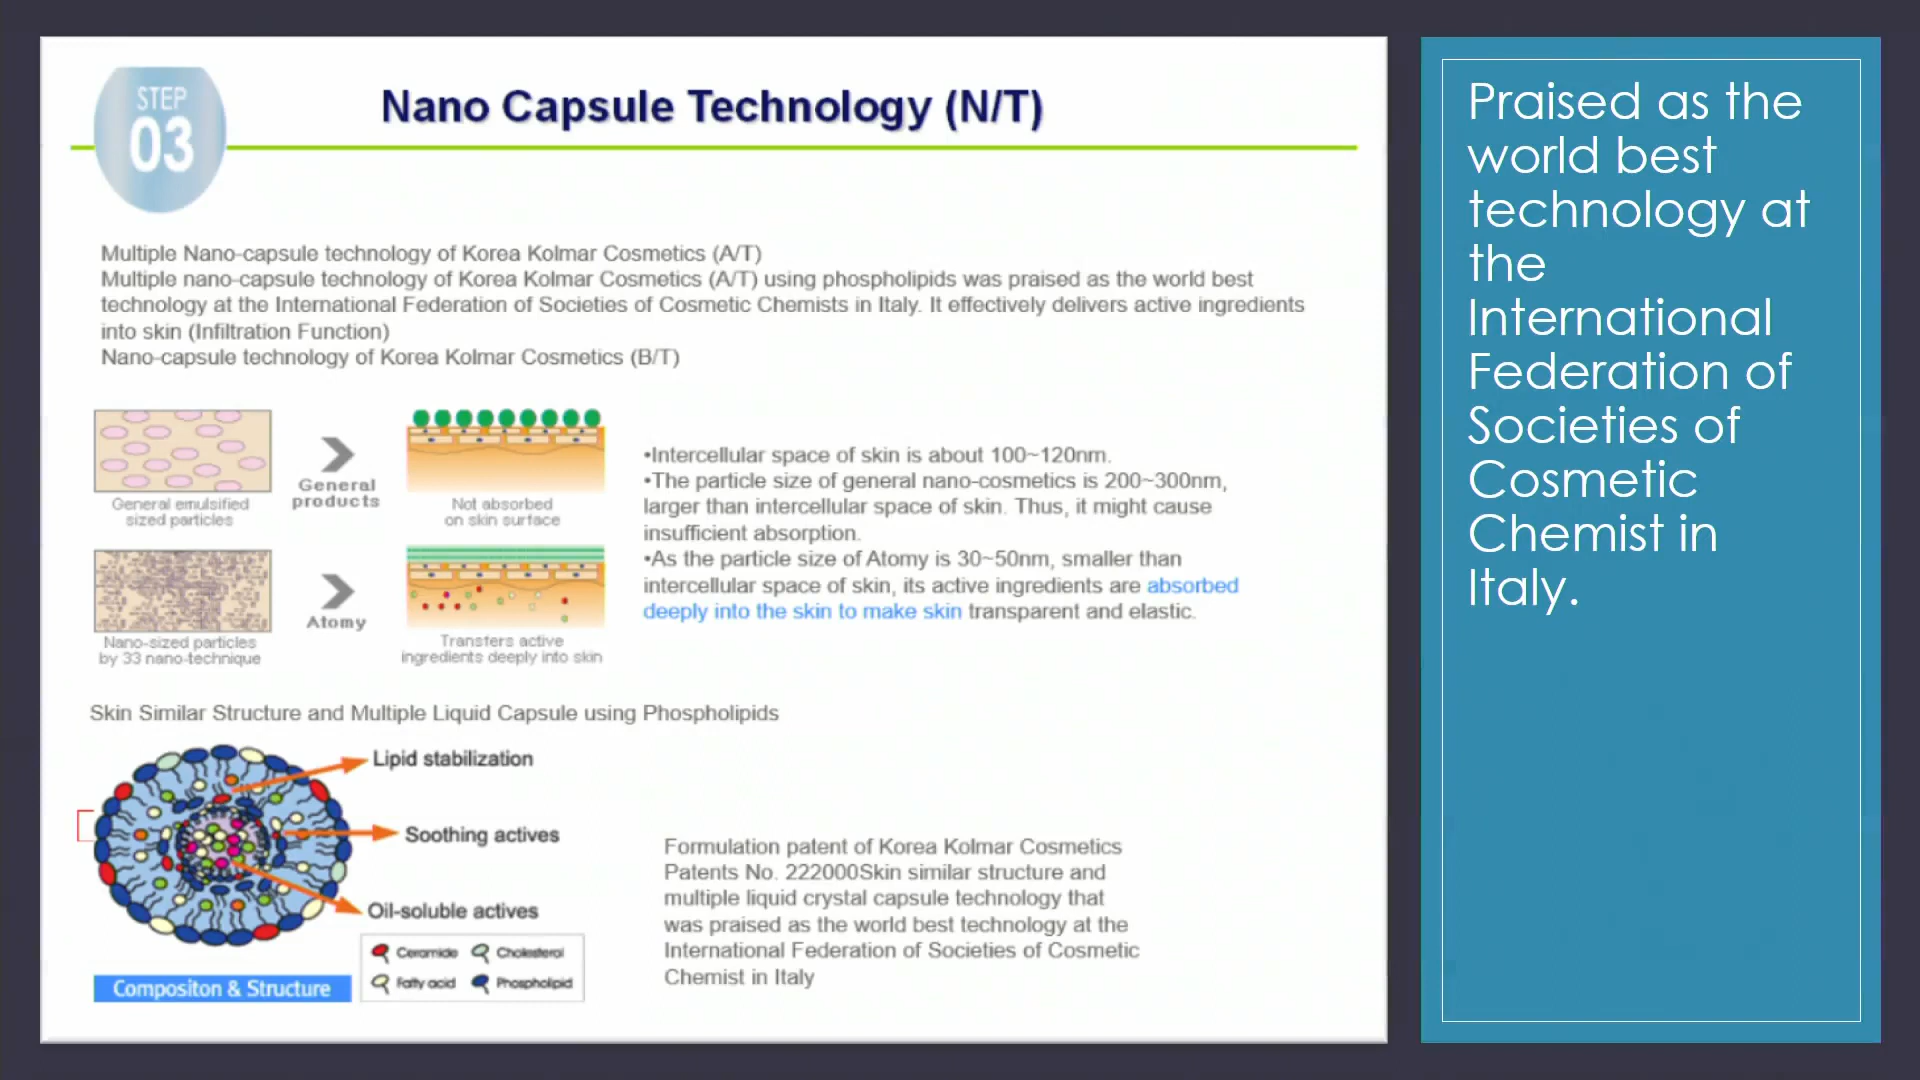 STEP
03
Nano Capsule Technology (N/T)
Multiple Nano-capsule technology of Korea Kolmar Cosmetics (A/T)
Multiple nano-capsule technology of Korea Kolmar Cosmetics (A/T) using phospholipids was praised as the world best
technology at the International Federation of Societies of Cosmetic Chemists in Italy. It effectively delivers active ingredients
into skin (Infiltration Function)
Nano-capsule technology of Korea Kolmar Cosmetics (B/T)
General emulsified
sized particles
General
products
Not absorbed
on skin surface
Nano-sized particles
by 33 nano-technique
Atomy
Transfers active
ingredients deeply into skin
•Intercellular space of skin is about 100~120nm.
•The particle size of general nano-cosmetics is 200~300nm,
larger than intercellular space of skin. Thus, it might cause
insufficient absorption.
•As the particle size of Atomy is 30~50nm, smaller than
intercellular space of skin, its active ingredients are absorbed
deeply into the skin to make skin transparent and elastic.
Skin Similar Structure and Multiple Liquid Capsule using Phospholipids
Lipid stabilization
Soothing actives
Oil-soluble actives
Ceramide
Cholesterol
Fatty acid
Phospholipid
Compositon & Structure
Formulation patent of Korea Kolmar Cosmetics
Patents No. 222000Skin similar structure and
multiple liquid crystal capsule technology that
was praised as the world best technology at the
International Federation of Societies of Cosmetic
Chemist in Italy
Praised as the
world best
technology at
the
International
Federation of
Societies of
Cosmetic
Chemist in
Italy.